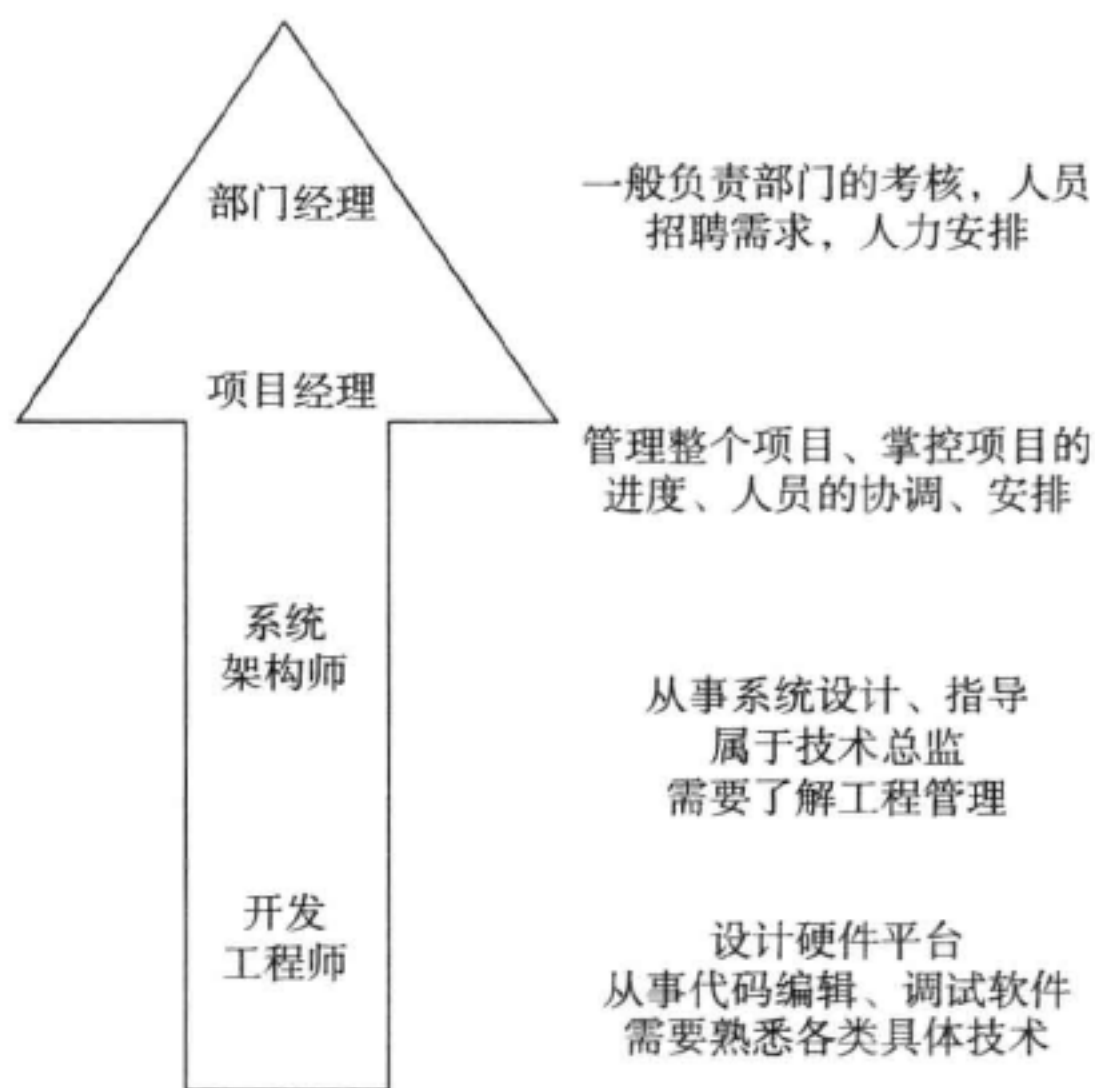 部门经理
一般负责部门的考核，人员
招聘需求，人力安排
项目经理
管理整个项目、掌控项目的
进度、人员的协调、安排
系统
架构师
从事系统设计、指导
属于技术总监
需要了解工程管理
开发
工程师
设计硬件平台
从事代码编辑、调试软件
需要熟悉各类具体技术